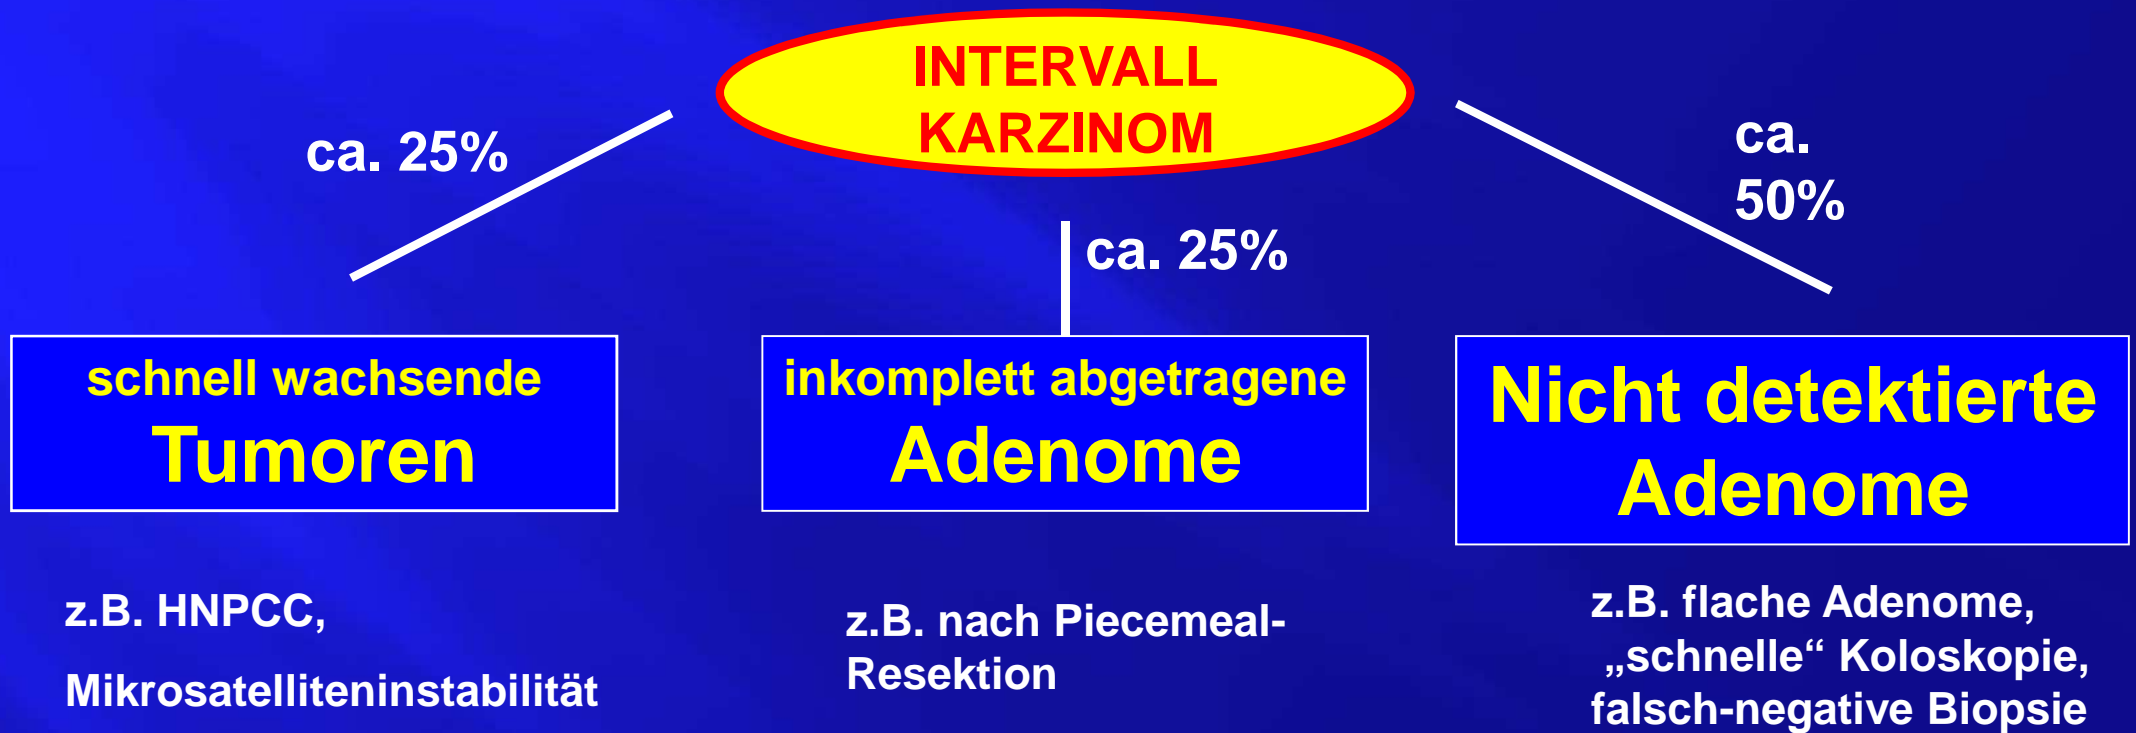 INTERVALL
KARZINOM
ca. 25%
ca. 25%
ca.
50%
schnell wachsende
Tumoren
inkomplett abgetragene
Adenome
Nicht detektierte
Adenome
z.B. HNPCC,
Mikrosatelliteninstabilität
z.B. nach Piecemeal-
Resektion
z.B. flache Adenome,
„schnelle“ Koloskopie,
falsch-negative Biopsie